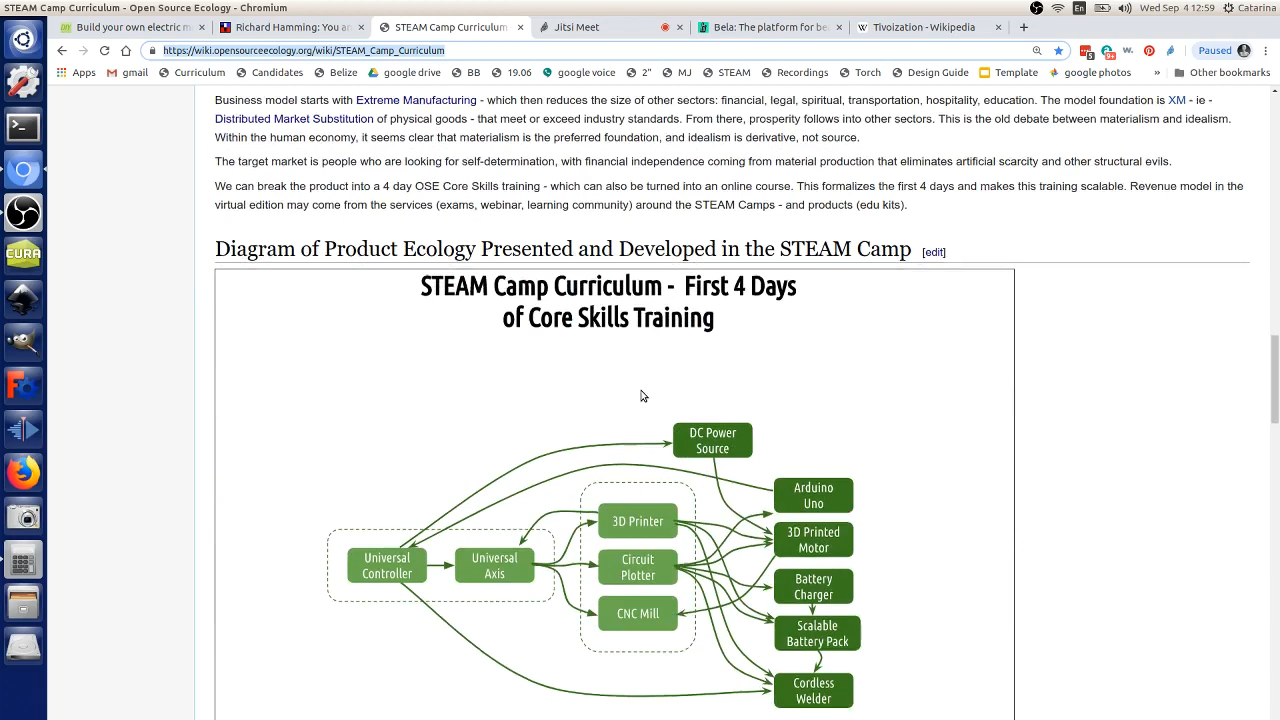 STEAM Camp Curriculum - Open Source Ecology - Chromium
En
Wed Sep 4 12:59
Catarina
Build your own electric m
Richard Hamming: You an
STEAM Camp Curriculum
Jitsi Meet
Bela: The platform for be
Tivoization - Wikipedia
https://wiki.opensourceecology.org/wiki/STEAM_Camp_Curriculum
Paused
Apps
gmail
Curriculum
Candidates
Belize
google drive
BB
19.06
google voice
2"
MJ
STEAM
Recordings
Torch
Design Guide
Template
google photos
»
Other bookmarks
Business model starts with Extreme Manufacturing - which then reduces the size of other sectors: financial, legal, spiritual, transportation, hospitality, education. The model foundation is XM - ie -
Distributed Market Substitution of physical goods - that meet or exceed industry standards. From there, prosperity follows into other sectors. This is the old debate between materialism and idealism.
Within the human economy, it seems clear that materialism is the preferred foundation, and idealism is derivative, not source.
The target market is people who are looking for self-determination, with financial independence coming from material production that eliminates artificial scarcity and other structural evils.
We can break the product into a 4 day OSE Core Skills training - which can also be turned into an online course. This formalizes the first 4 days and makes this training scalable. Revenue model in the
virtual edition may come from the services (exams, webinar, learning community) around the STEAM Camps - and products (edu kits).
Diagram of Product Ecology Presented and Developed in the STEAM Camp [edit]
STEAM Camp Curriculum - First 4 Days
of Core Skills Training
DC Power
Source
Arduino
Uno
3D Printer
3D Printed
Motor
Universal
Controller
Universal
Axis
Circuit
Plotter
Battery
Charger
CNC Mill
Scalable
Battery Pack
Cordless
Welder
CURA